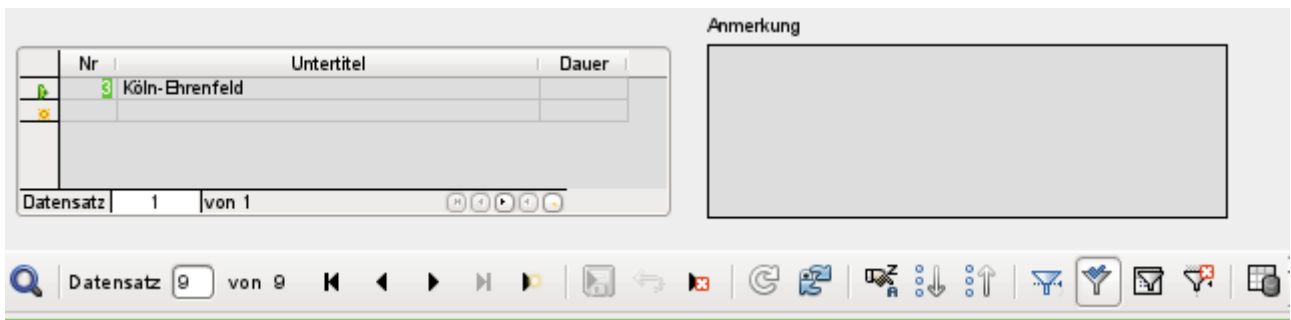 Anmerkung
Nr Untertitel Dauer
3 Köln-Ehrenfeld
Datensatz 1 von 1
Datensatz 9 von 9